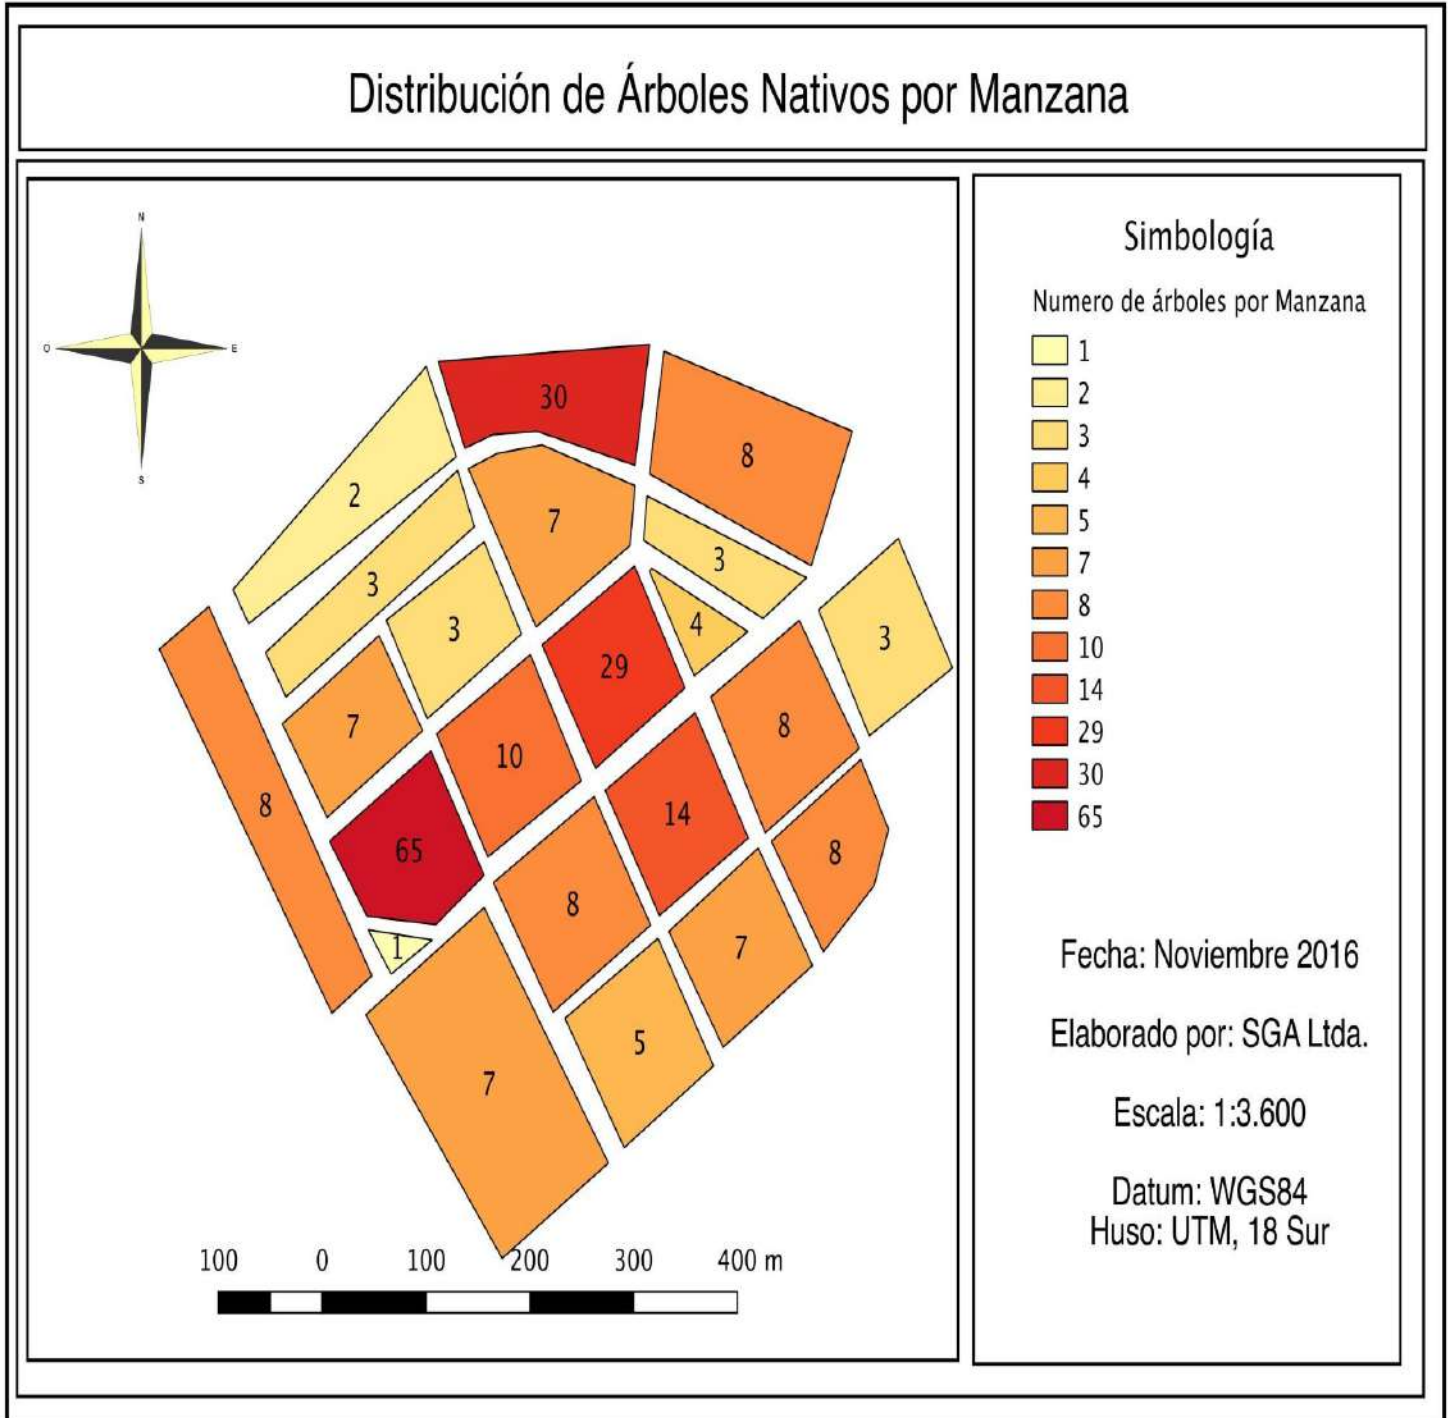 Distribución de Árboles Nativos por Manzana
N
O
E
S
30
8
2
7
3
3
3
4
3
29
7
8
10
8
14
65
8
8
7
1
5
7
100 0 100 200 300 400 m
Simbología
Numero de árboles por Manzana
1
2
3
4
5
7
8
10
14
29
30
65
Fecha: Noviembre 2016
Elaborado por: SGA Ltda.
Escala: 1:3.600
Datum: WGS84
Huso: UTM, 18 Sur